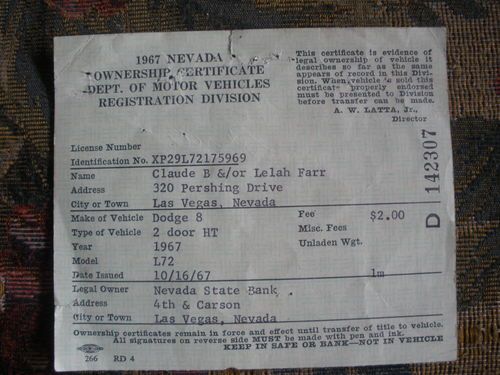 1967 NEVADA
OWNERSHIP CERTIFICATE
DEPT. OF MOTOR VEHICLES
REGISTRATION DIVISION
This certificate is evidence of
legal ownership of vehicle it
describes so far as the same
appears of record in this Divi-
sion. When vehicle is sold this
certificate properly endorsed
must be presented to Division
before transfer can be made.
A. W. LATTA, Jr.,
Director
License Number
Identification No. XP29L72175969
Name Claude B &/or Lelah Farr
Address 320 Pershing Drive
City or Town Las Vegas, Nevada
Make of Vehicle Dodge 8 Fee $2.00
Type of Vehicle 2 door HT Misc. Fees
Year 1967 Unladen Wgt.
Model L72
Date Issued 10/16/67 lm
Legal Owner Nevada State Bank
Address 4th & Carson
City or Town Las Vegas, Nevada
Ownership certificates remain in force and effect until transfer of title to vehicle.
All signatures on reverse side MUST be made with pen and ink.
KEEP IN SAFE OR BANK—NOT IN VEHICLE
266 RD 4
D 142307